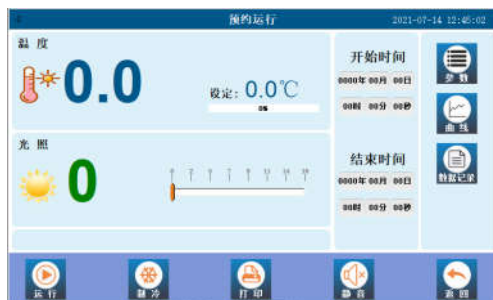 预约运行
2021-07-14 12:45:02
温 度
0.0
设定: 0.0℃
0%
光 照
0
开始时间
0000年 00月 00日
00时 00分 00秒
结束时间
0000年 00月 00日
00时 00分 00秒
参 数
曲 线
数据记录
运 行
制 冷
打 印
静 音
返 回